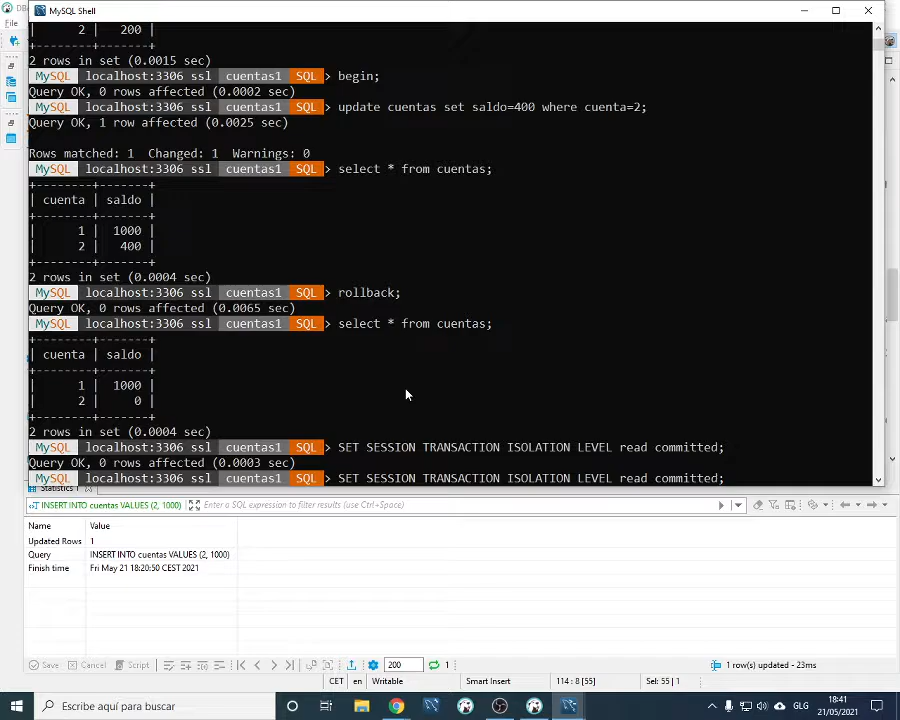 DBe
MySQL Shell
File
|      2 |   200 |
+--------+-------+
2 rows in set (0.0015 sec)
MySQL localhost:3306 ssl cuentas1 SQL > begin;
Query OK, 0 rows affected (0.0002 sec)
MySQL localhost:3306 ssl cuentas1 SQL > update cuentas set saldo=400 where cuenta=2;
Query OK, 1 row affected (0.0025 sec)
Rows matched: 1  Changed: 1  Warnings: 0
MySQL localhost:3306 ssl cuentas1 SQL > select * from cuentas;
+--------+-------+
| cuenta | saldo |
+--------+-------+
|      1 |  1000 |
|      2 |   400 |
+--------+-------+
2 rows in set (0.0004 sec)
MySQL localhost:3306 ssl cuentas1 SQL > rollback;
Query OK, 0 rows affected (0.0065 sec)
MySQL localhost:3306 ssl cuentas1 SQL > select * from cuentas;
+--------+-------+
| cuenta | saldo |
+--------+-------+
|      1 |  1000 |
|      2 |     0 |
+--------+-------+
2 rows in set (0.0004 sec)
MySQL localhost:3306 ssl cuentas1 SQL > SET SESSION TRANSACTION ISOLATION LEVEL read committed;
Query OK, 0 rows affected (0.0003 sec)
MySQL localhost:3306 ssl cuentas1 SQL > SET SESSION TRANSACTION ISOLATION LEVEL read committed;
Statistics 1
INSERT INTO cuentas VALUES (2, 1000) Enter a SQL expression to filter results (use Ctrl+Space)
Name Value
Updated Rows 1
Query INSERT INTO cuentas VALUES (2, 1000)
Finish time Fri May 21 18:20:50 CEST 2021
Save Cancel Script 200 1 1 row(s) updated - 23ms
CET en Writable Smart Insert 114 : 8 [55] Sel: 55 | 1
Escribe aquí para buscar
GLG
18:41
21/05/2021